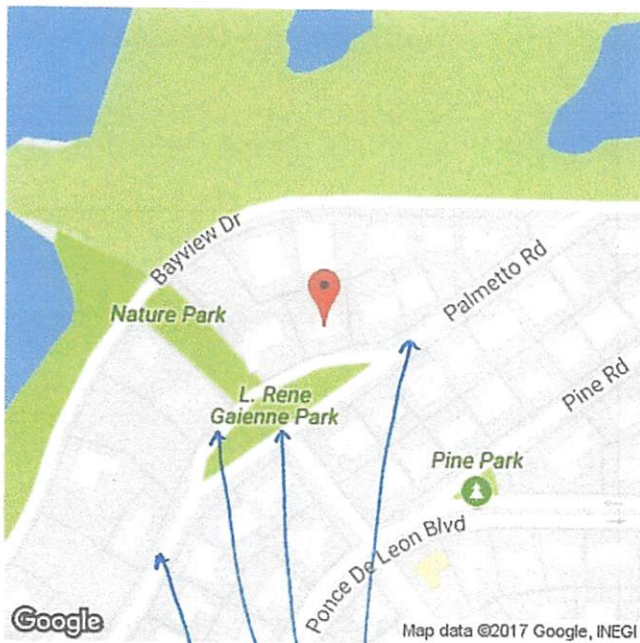 Bayview Dr
Palmetto Rd
Nature Park
L. Rene
Gaienne Park
Pine Rd
Pine Park
Ponce De Leon Blvd
Google
Map data ©2017 Google, INEGI